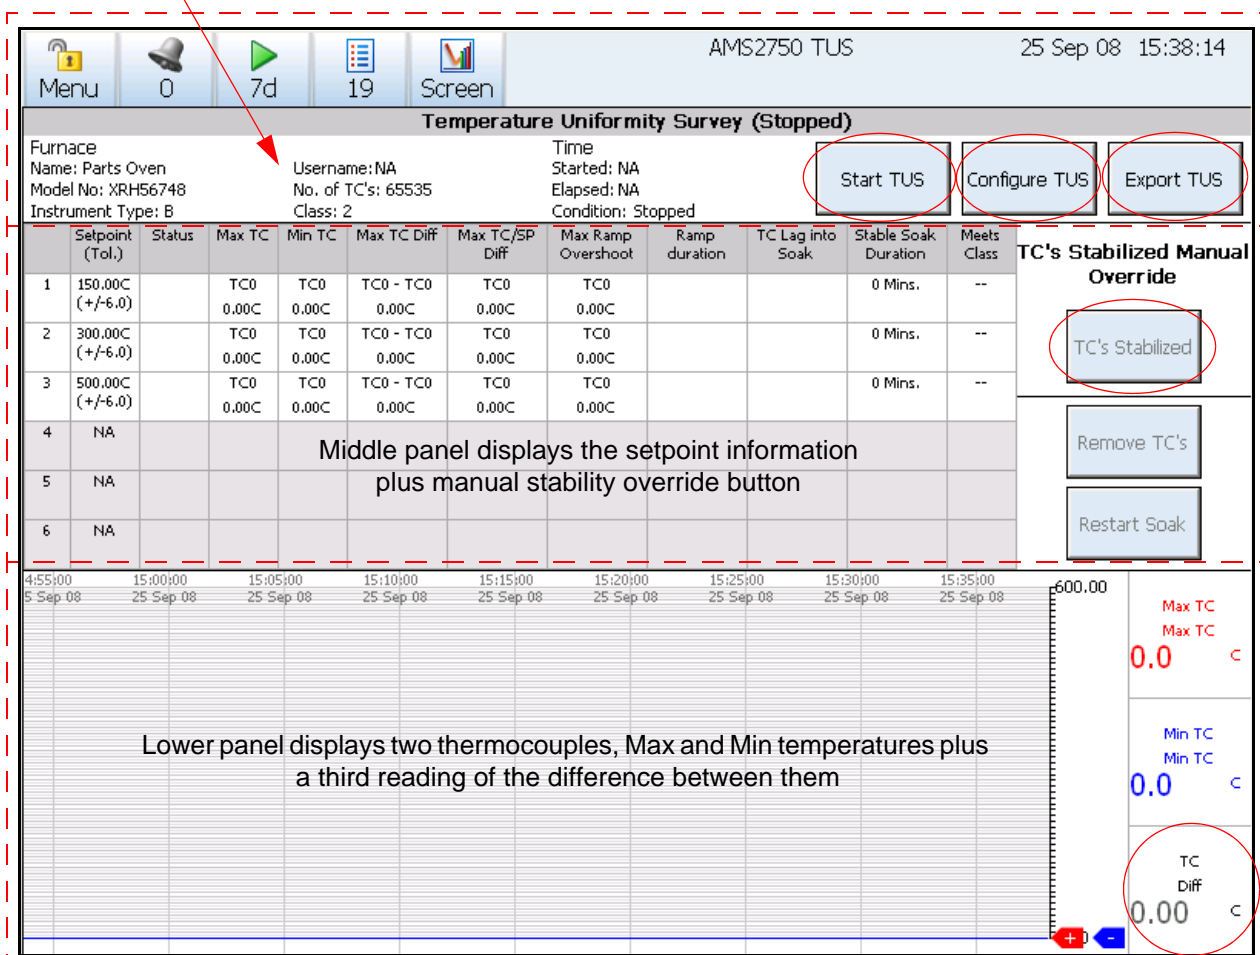 AMS2750 TUS
25 Sep 08 15:38:14
Menu
0
7d
19
Screen
Temperature Uniformity Survey (Stopped)
Furnace
Name: Parts Oven
Model No: XRH56748
Instrument Type: B
Username:NA
No. of TC's: 65535
Class: 2
Time
Started: NA
Elapsed: NA
Condition: Stopped
Start TUS
Configure TUS
Export TUS
Setpoint (Tol.) Status Max TC Min TC Max TC Diff Max TC/SP Diff Max Ramp Overshoot Ramp duration TC Lag into Soak Stable Soak Duration Meets Class
1 150.00C TC0 TC0 TC0 - TC0 TC0 TC0 0 Mins. --
(+/-6.0) 0.00C 0.00C 0.00C 0.00C 0.00C
2 300.00C TC0 TC0 TC0 - TC0 TC0 TC0 0 Mins. --
(+/-6.0) 0.00C 0.00C 0.00C 0.00C 0.00C
3 500.00C TC0 TC0 TC0 - TC0 TC0 TC0 0 Mins. --
(+/-6.0) 0.00C 0.00C 0.00C 0.00C 0.00C
4 NA
5 NA
6 NA
Middle panel displays the setpoint information
plus manual stability override button
TC's Stabilized Manual
Override
TC's Stabilized
Remove TC's
Restart Soak
4:55:00 15:00:00 15:05:00 15:10:00 15:15:00 15:20:00 15:25:00 15:30:00 15:35:00
5 Sep 08 25 Sep 08 25 Sep 08 25 Sep 08 25 Sep 08 25 Sep 08 25 Sep 08 25 Sep 08 25 Sep 08
600.00
Lower panel displays two thermocouples, Max and Min temperatures plus
a third reading of the difference between them
Max TC
Max TC
0.0 C
Min TC
Min TC
0.0 C
TC
Diff
0.00 C
+
-